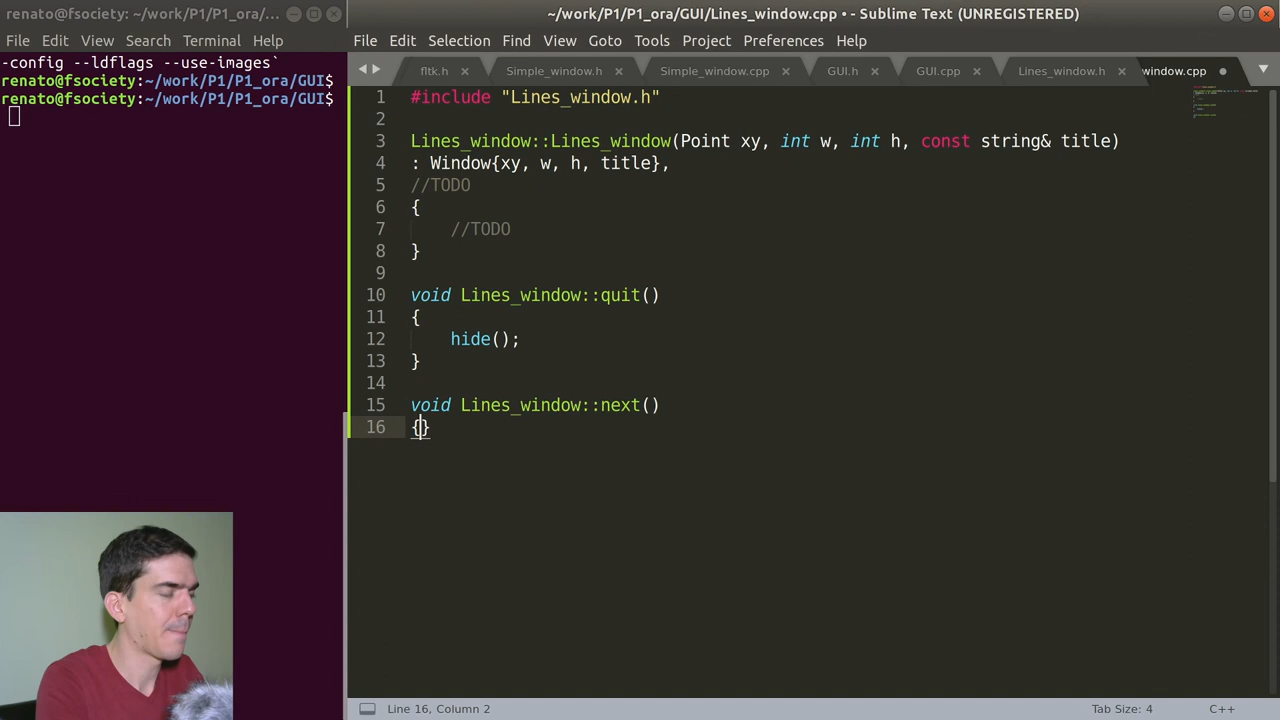 renato@fsociety: ~/work/P1/P1_ora/...
File Edit View Search Terminal Help
-config --ldflags --use-images`
renato@fsociety:~/work/P1/P1_ora/GUI$
renato@fsociety:~/work/P1/P1_ora/GUI$
~/work/P1/P1_ora/GUI/Lines_window.cpp • - Sublime Text (UNREGISTERED)
File Edit Selection Find View Goto Tools Project Preferences Help
fltk.h Simple_window.h Simple_window.cpp GUI.h GUI.cpp Lines_window.h window.cpp
1 #include "Lines_window.h"
2
3 Lines_window::Lines_window(Point xy, int w, int h, const string& title)
4 : Window{xy, w, h, title},
5 //TODO
6 {
7 //TODO
8 }
9
10 void Lines_window::quit()
11 {
12 hide();
13 }
14
15 void Lines_window::next()
16 {}
Line 16, Column 2 Tab Size: 4 C++